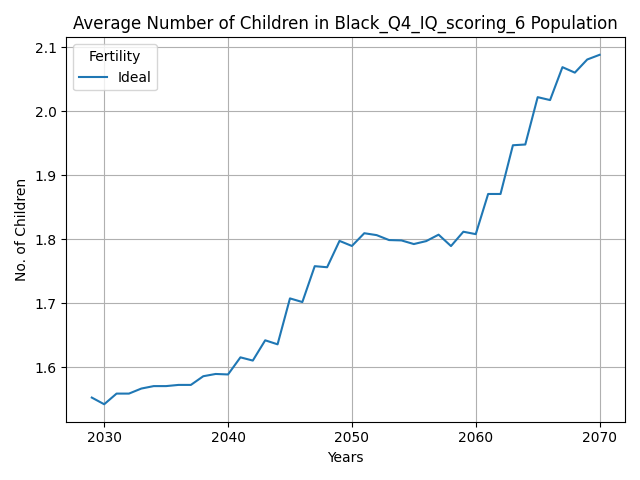 Average Number of Children in Black_Q4_IQ_scoring_6 Population
Fertility
Ideal
No. of Children
2.1
2.0
1.9
1.8
1.7
1.6
2030 2040 2050 2060 2070
Years